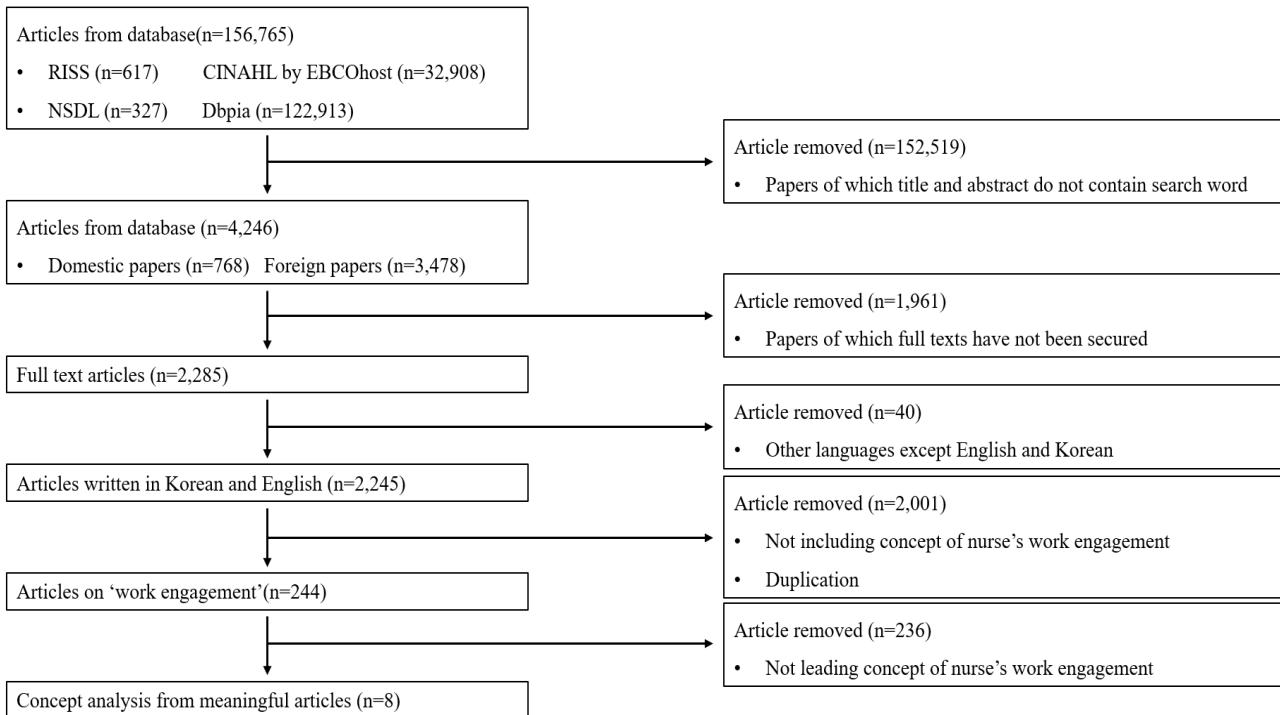 Articles from database(n=156,765)
• RISS (n=617) CINAHL by EBCOhost (n=32,908)
• NSDL (n=327) Dbpia (n=122,913)
Article removed (n=152,519)
• Papers of which title and abstract do not contain search word
Articles from database (n=4,246)
• Domestic papers (n=768) Foreign papers (n=3,478)
Article removed (n=1,961)
• Papers of which full texts have not been secured
Full text articles (n=2,285)
Article removed (n=40)
• Other languages except English and Korean
Articles written in Korean and English (n=2,245)
Article removed (n=2,001)
• Not including concept of nurse’s work engagement
• Duplication
Articles on ‘work engagement’(n=244)
Article removed (n=236)
• Not leading concept of nurse’s work engagement
Concept analysis from meaningful articles (n=8)